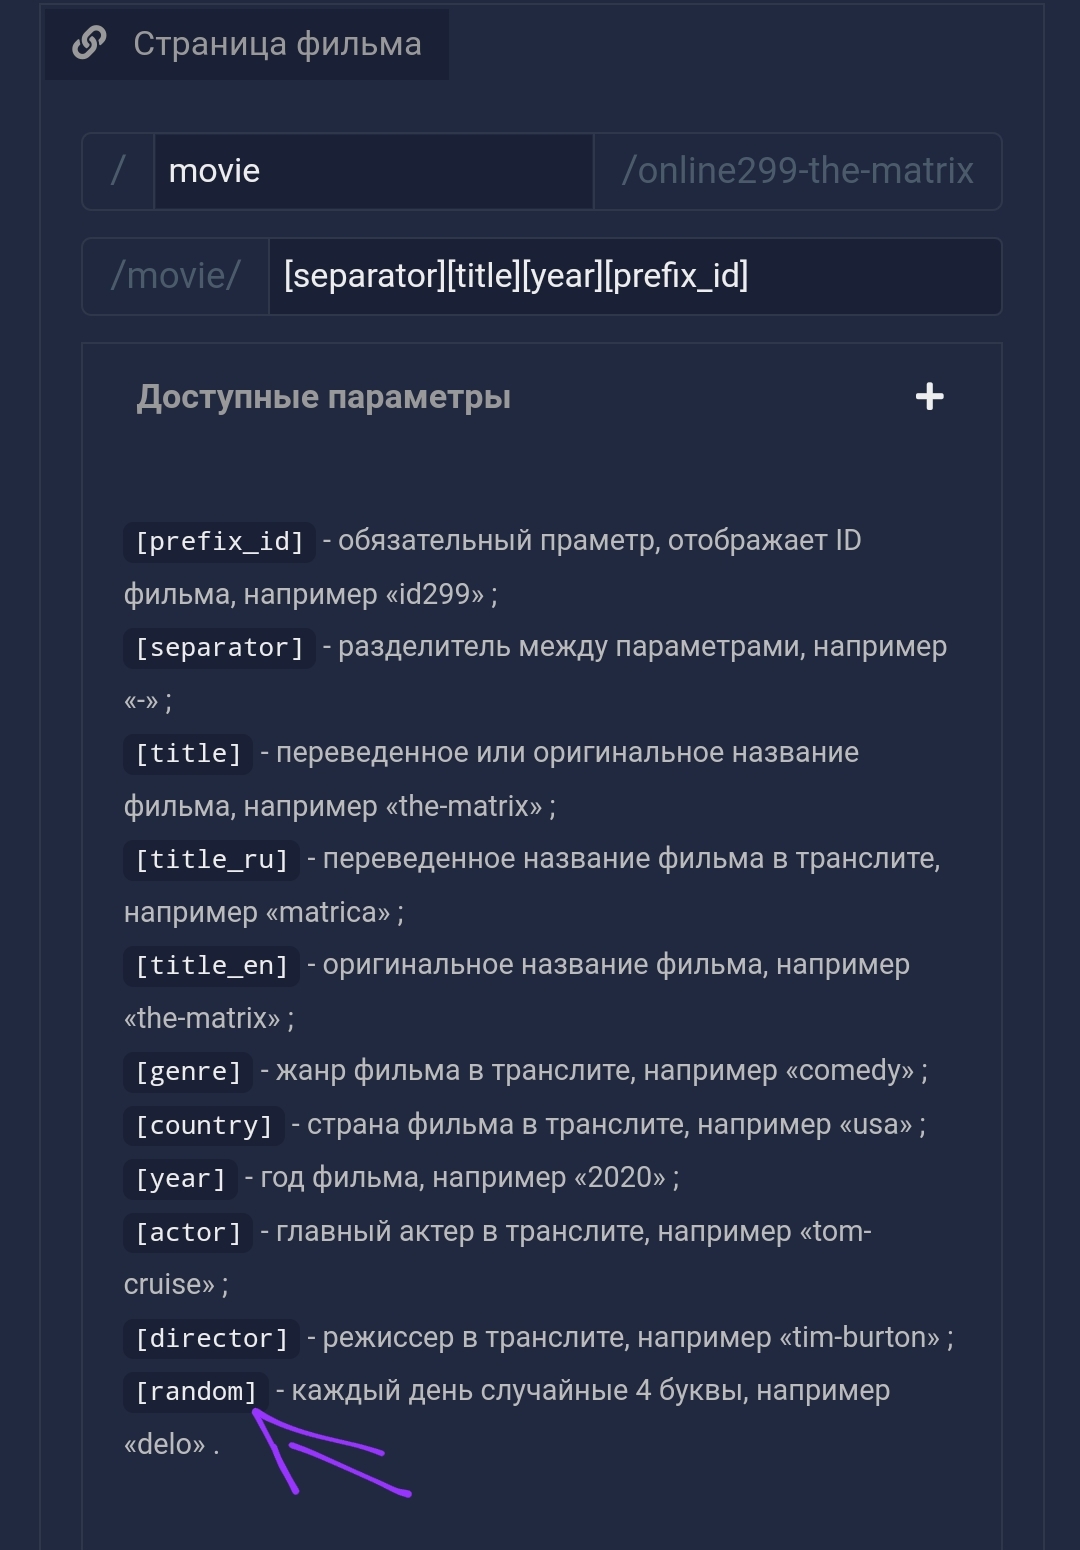 Страница фильма
/ movie /online299-the-matrix
/movie/ [separator][title][year][prefix_id]
Доступные параметры
[prefix_id] - обязательный праметр, отображает ID
фильма, например «id299» ;
[separator] - разделитель между параметрами, например
«-» ;
[title] - переведенное или оригинальное название
фильма, например «the-matrix» ;
[title_ru] - переведенное название фильма в транслите,
например «matrica» ;
[title_en] - оригинальное название фильма, например
«the-matrix» ;
[genre] - жанр фильма в транслите, например «comedy» ;
[country] - страна фильма в транслите, например «usa» ;
[year] - год фильма, например «2020» ;
[actor] - главный актер в транслите, например «tom-
cruise» ;
[director] - режиссер в транслите, например «tim-burton» ;
[random] - каждый день случайные 4 буквы, например
«delo» .